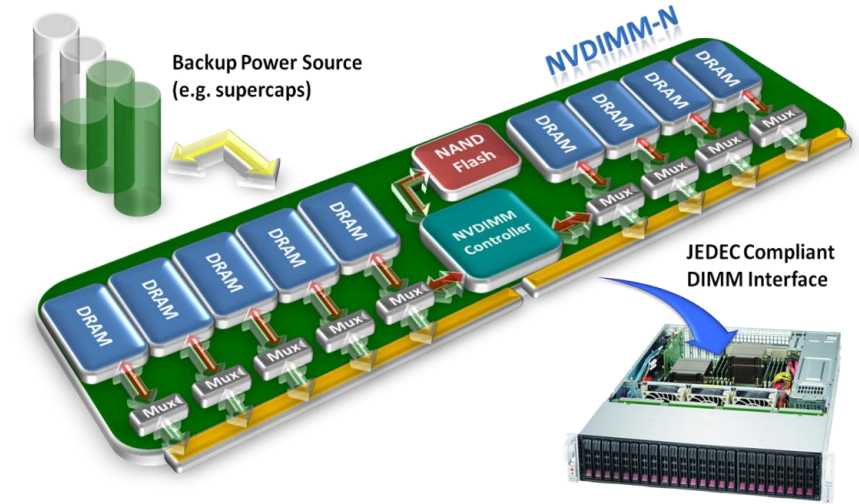 NVDIMM-N
Backup Power Source
(e.g. supercaps)
DRAM
DRAM
DRAM
DRAM
Mux
Mux
Mux
Mux
NAND
Flash
NVDIMM
Controller
DRAM
DRAM
DRAM
DRAM
DRAM
Mux
Mux
Mux
Mux
Mux
JEDEC Compliant
DIMM Interface